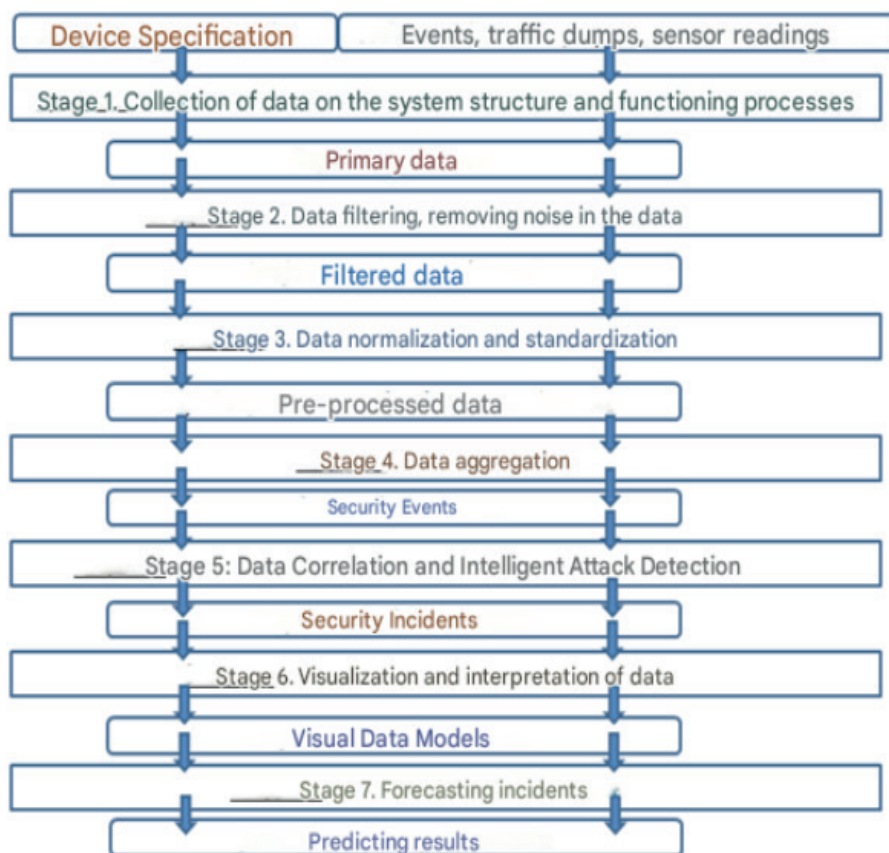 Device Specification
Events, traffic dumps, sensor readings
Stage 1. Collection of data on the system structure and functioning processes
Primary data
Stage 2. Data filtering, removing noise in the data
Filtered data
Stage 3. Data normalization and standardization
Pre-processed data
Stage 4. Data aggregation
Security Events
Stage 5: Data Correlation and Intelligent Attack Detection
Security Incidents
Stage 6. Visualization and interpretation of data
Visual Data Models
Stage 7. Forecasting incidents
Predicting results